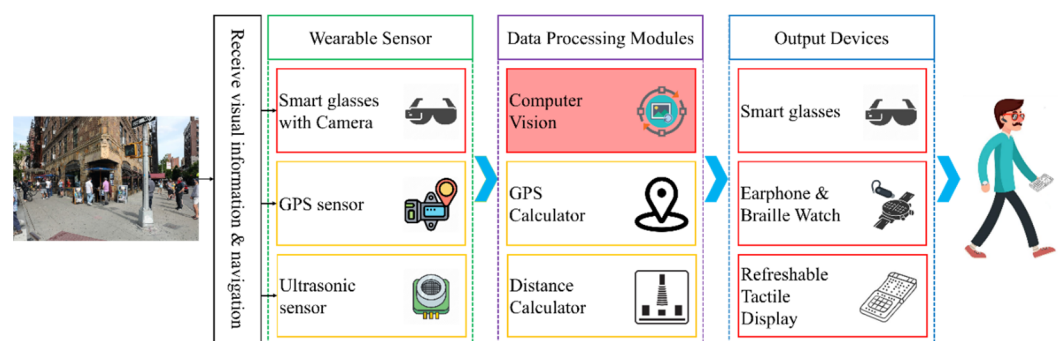 Receive visual information & navigation
Wearable Sensor
Smart glasses
with Camera
GPS sensor
Ultrasonic
sensor
Data Processing Modules
Computer
Vision
GPS
Calculator
Distance
Calculator
Output Devices
Smart glasses
Earphone &
Braille Watch
Refreshable
Tactile
Display